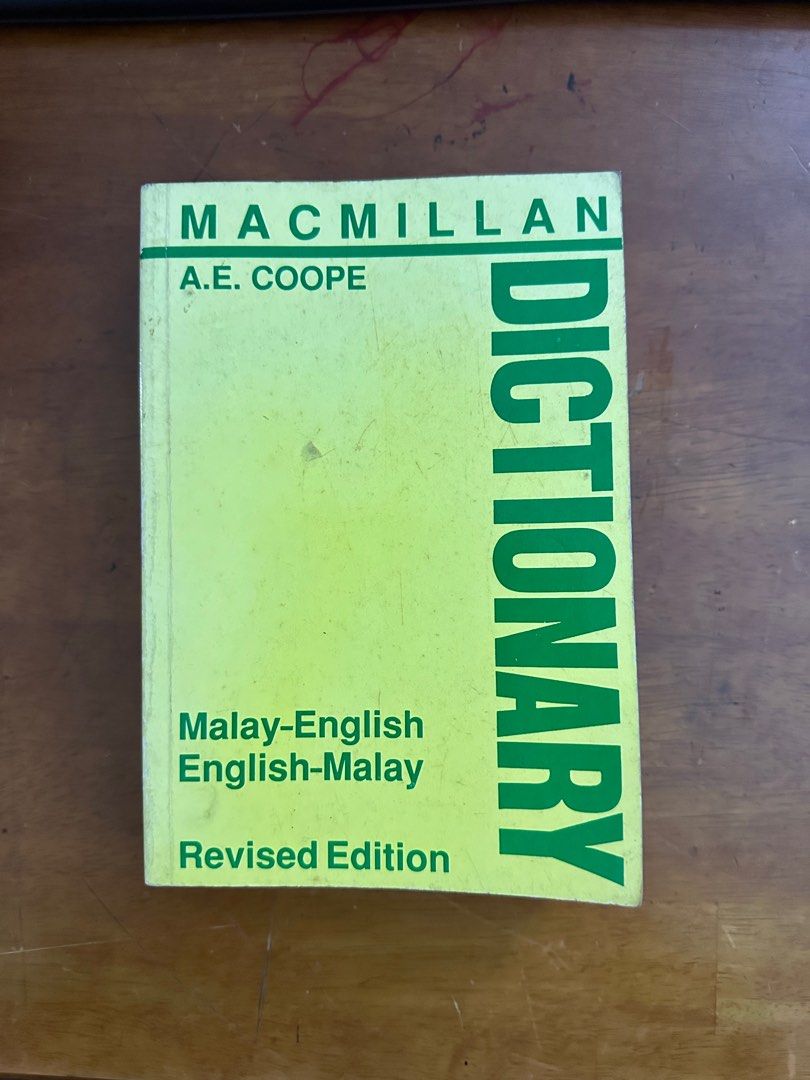 MACMILLAN
A.E. COOPE
DICTIONARY
Malay-English
English-Malay
Revised Edition